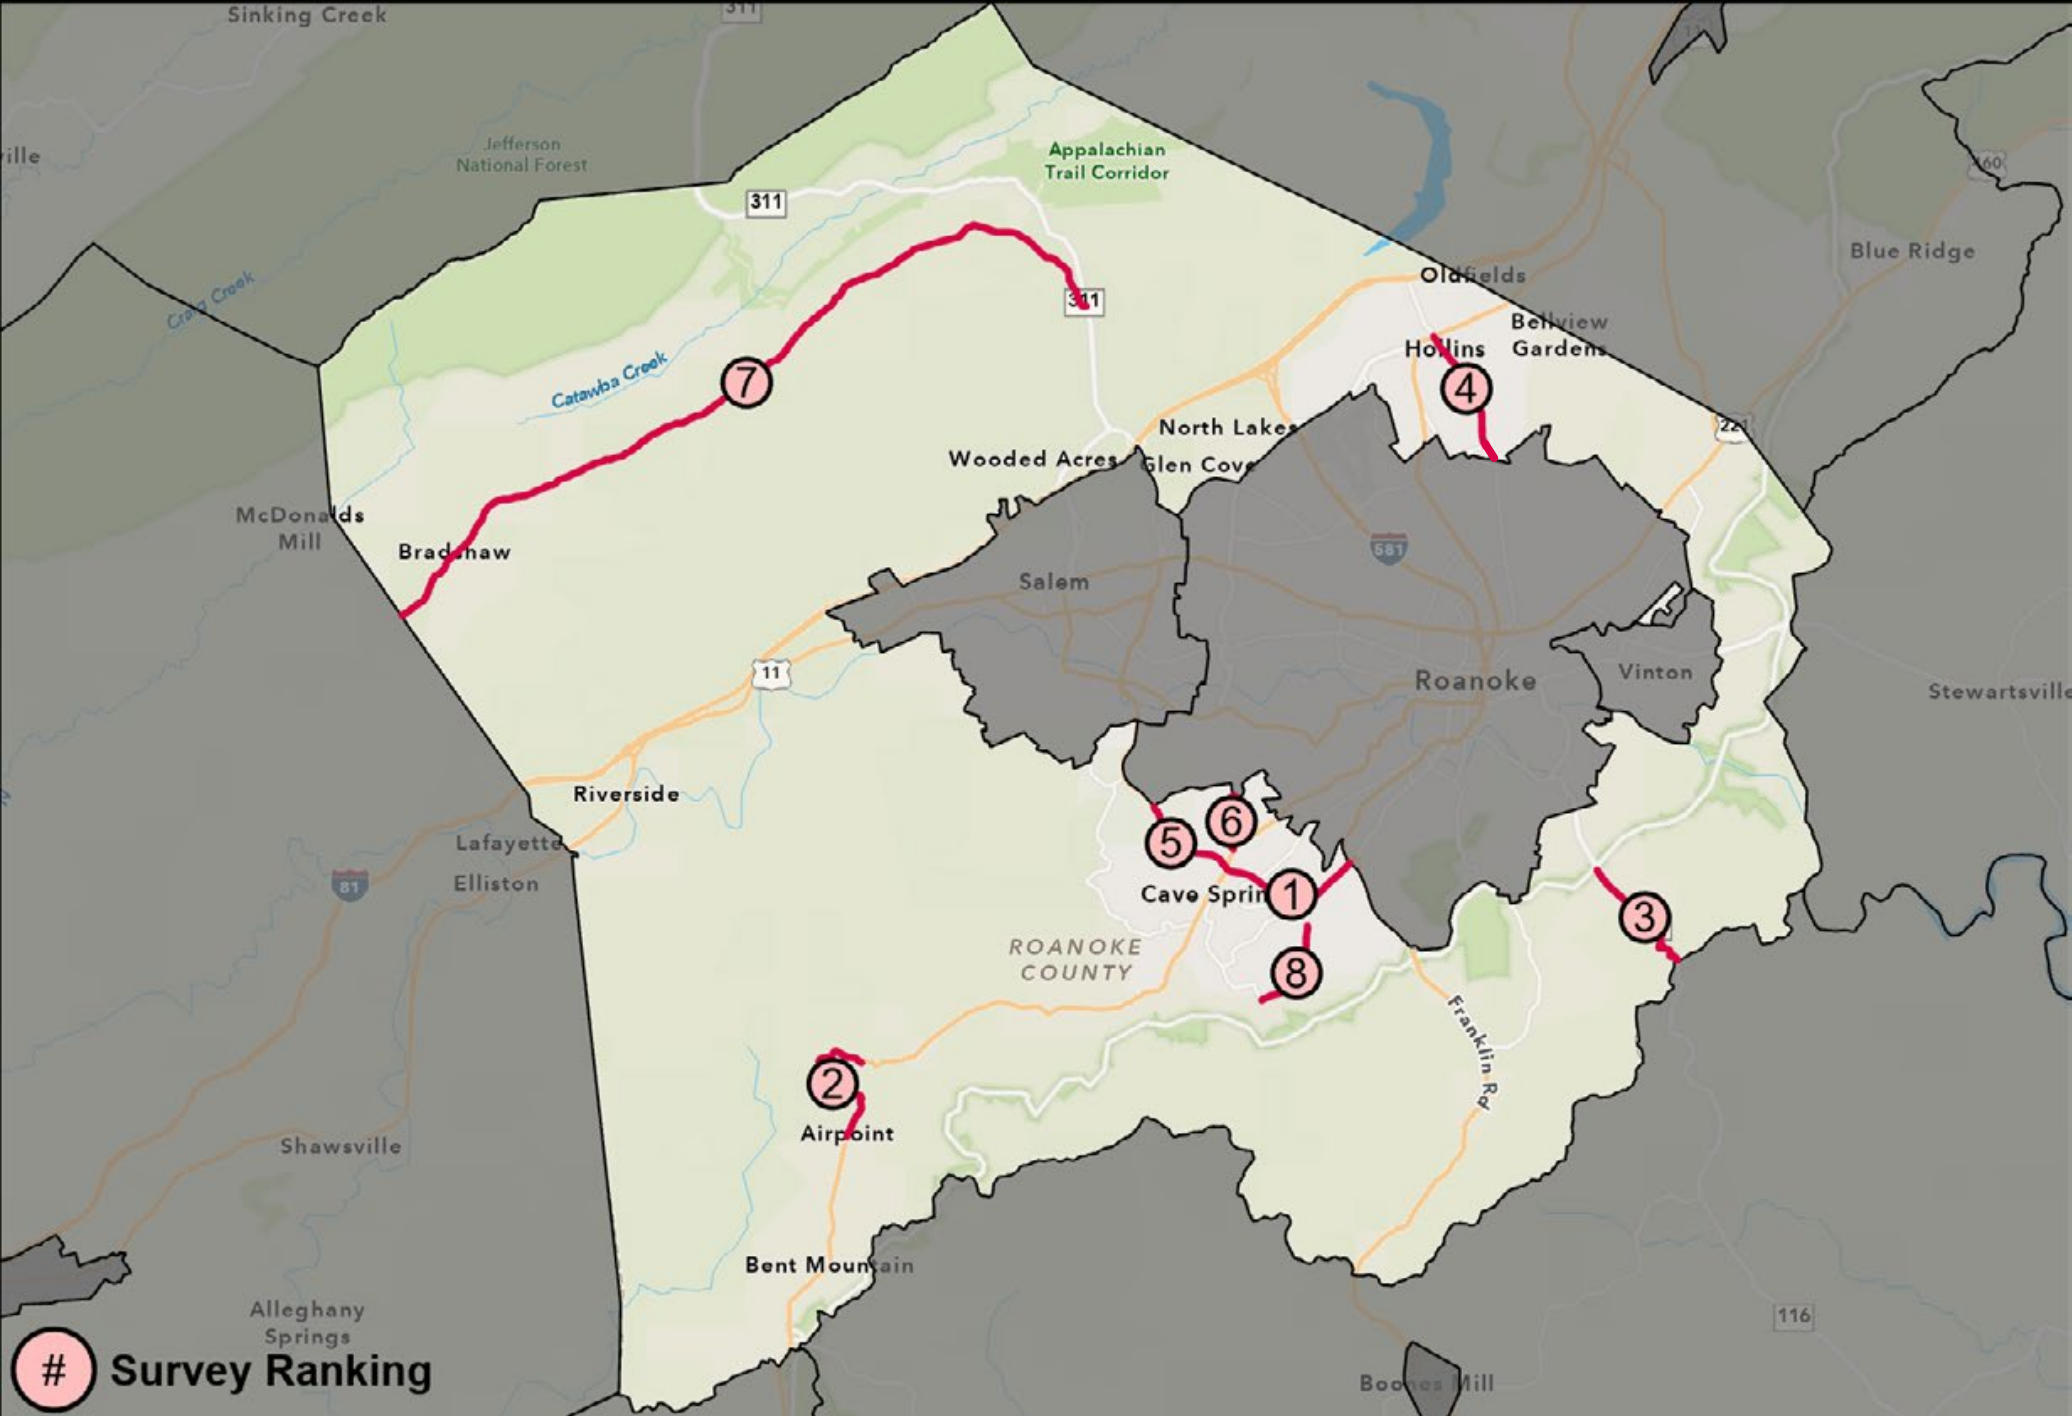 Sinking Creek
311
Jefferson
National Forest
Appalachian
Trail Corridor
311
460
Blue Ridge
Craig Creek
Oldfields
311
Bellview
Gardens
Hollins
Catawba Creek
7
4
North Lakes
221
Wooded Acres
Glen Cove
McDonalds
Mill
Bradshaw
581
Salem
11
Roanoke
Vinton
Stewartsville
Riverside
6
5
Lafayette
Elliston
81
Cave Sprin
1
3
ROANOKE
COUNTY
8
Franklin Rd
2
Airpoint
Shawsville
Bent Mountain
Alleghany
Springs
116
# Survey Ranking
Boones Mill